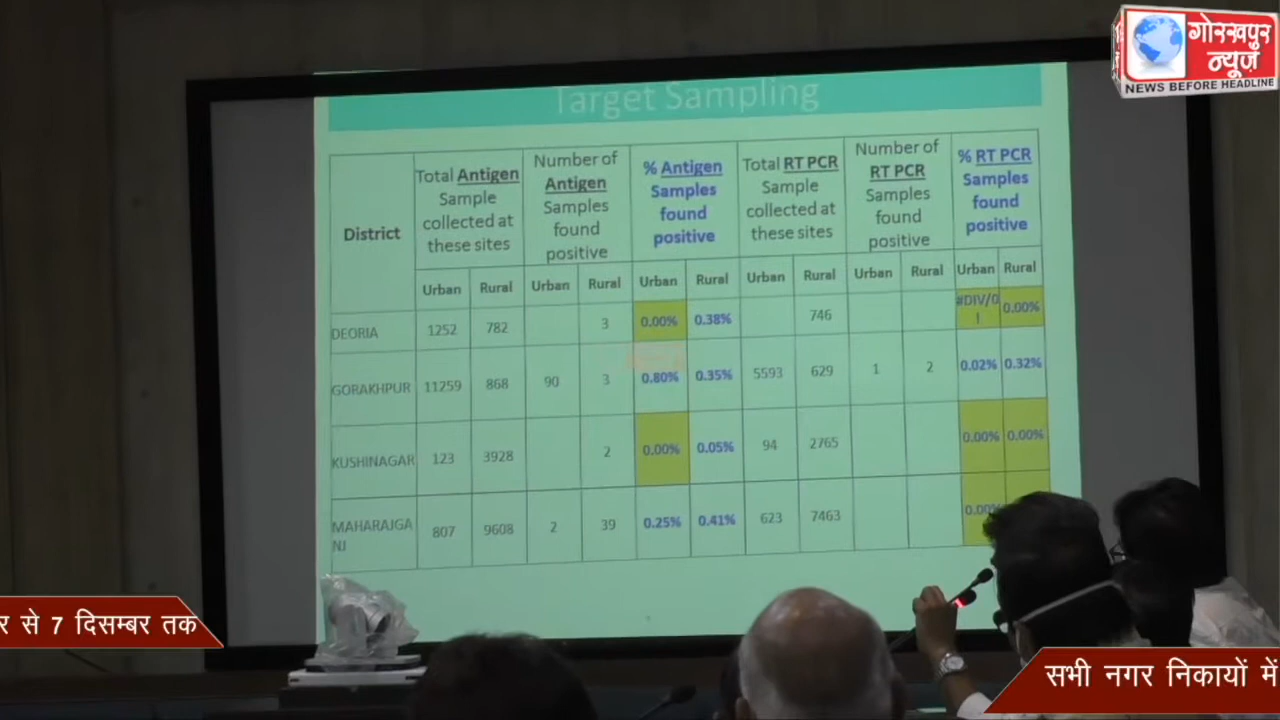 गोरखपुर
न्यूज़
NEWS BEFORE HEADLINE
Target Sampling
District
Total Antigen
Sample
collected at
these sites
Number of
Antigen
Samples
found
positive
% Antigen
Samples
found
positive
Total RT PCR
Sample
collected at
these sites
Number of
RT PCR
Samples
found
positive
% RT PCR
Samples
found
positive
Urban Rural Urban Rural Urban Rural Urban Rural Urban Rural Urban Rural
DEORIA 1252 782 3 0.00% 0.38% 746 #DIV/0
! 0.00%
GORAKHPUR 11259 868 90 3 0.80% 0.35% 5593 629 1 2 0.02% 0.32%
KUSHINAGAR 123 3928 2 0.00% 0.05% 94 2765 0.00% 0.00%
MAHARAJGA
NJ 807 9608 2 39 0.25% 0.41% 623 7463 0.00%
र से 7 दिसम्बर तक
सभी नगर निकायों में